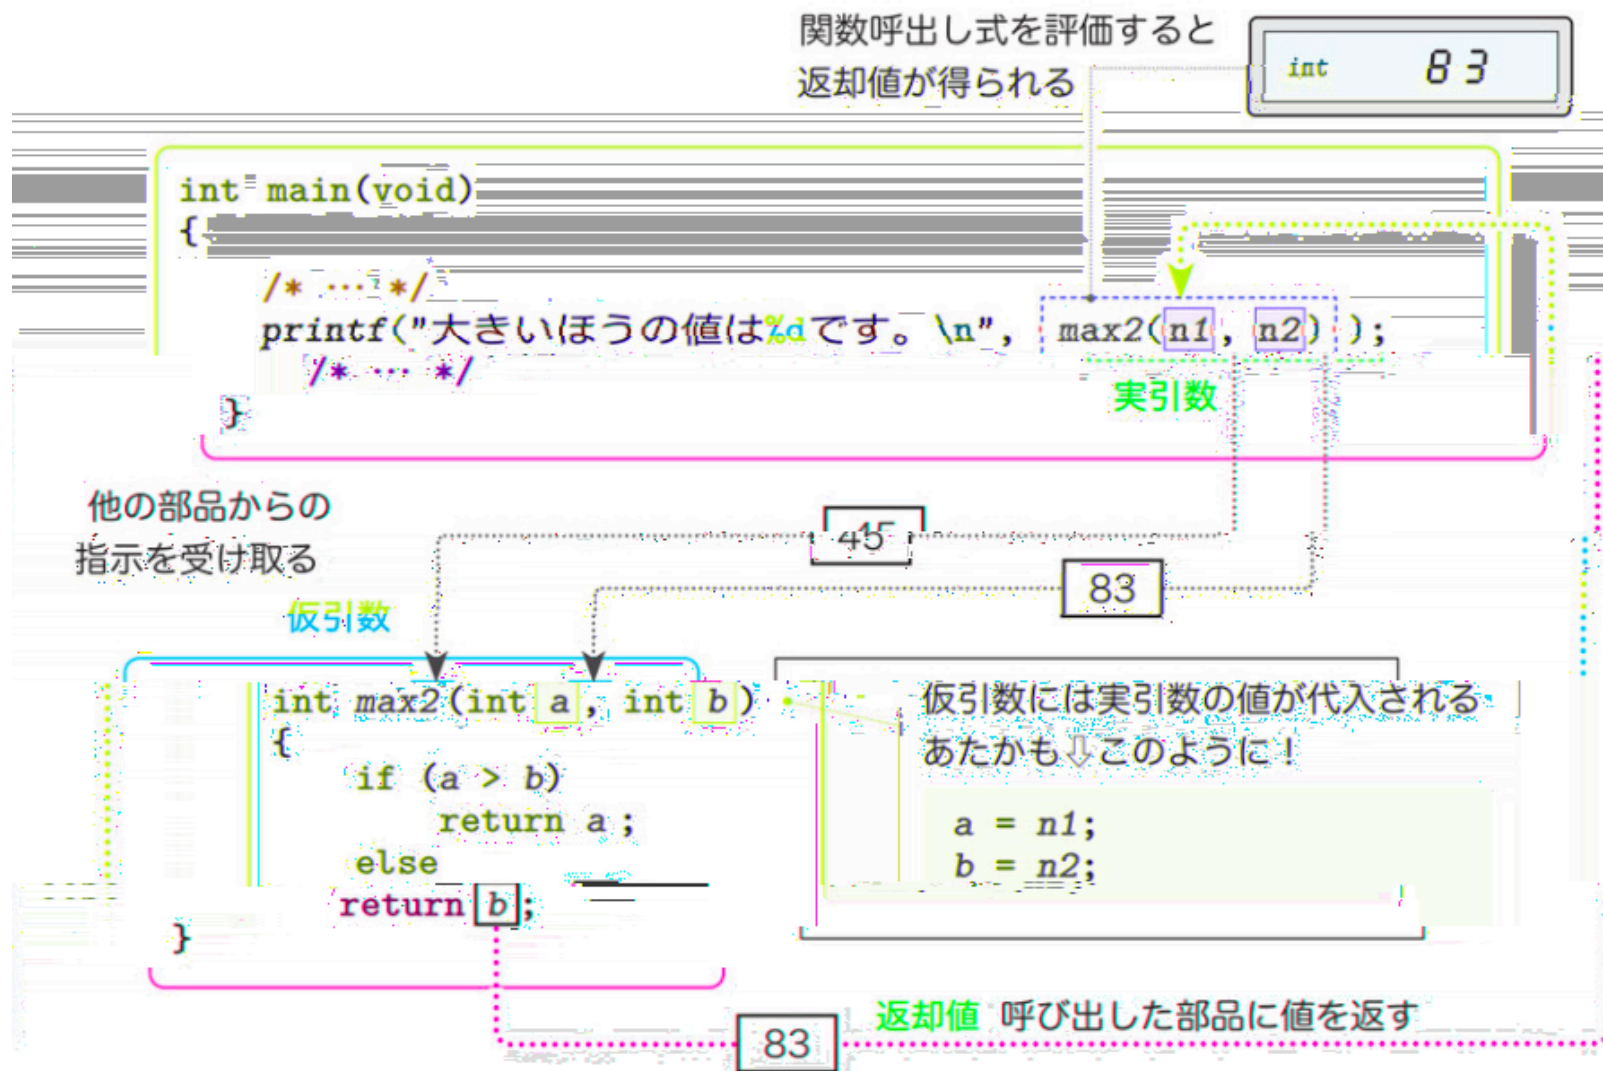 関数呼出し式を評価すると
返却値が得られる
int 83
int main(void)
{
/* … */
printf("大きいほうの値は%dです。\n", max2(n1, n2) );
/* … */
}
実引数
他の部品からの
指示を受け取る
45
83
仮引数
int max2(int a, int b)
{
if (a > b)
return a;
else
return b;
}
仮引数には実引数の値が代入される
あたかも⇩このように！
a = n1;
b = n2;
返却値 呼び出した部品に値を返す
83